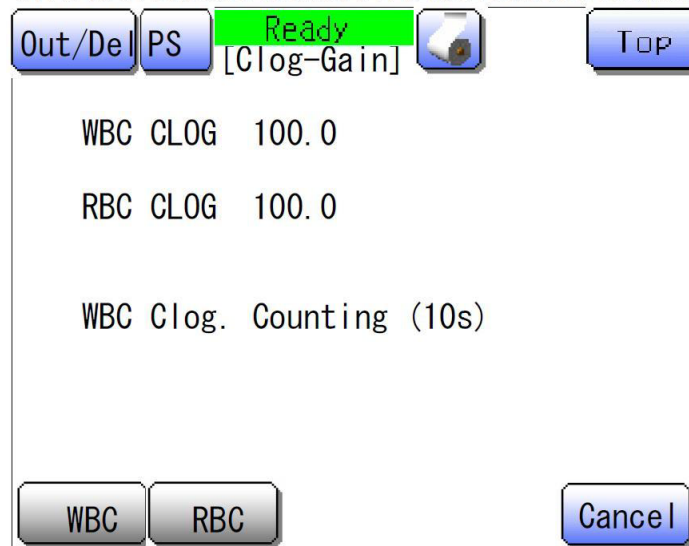 Out/Del PS Ready Top
[Clog-Gain]
WBC CLOG 100.0
RBC CLOG 100.0
WBC Clog. Counting (10s)
WBC RBC Cancel